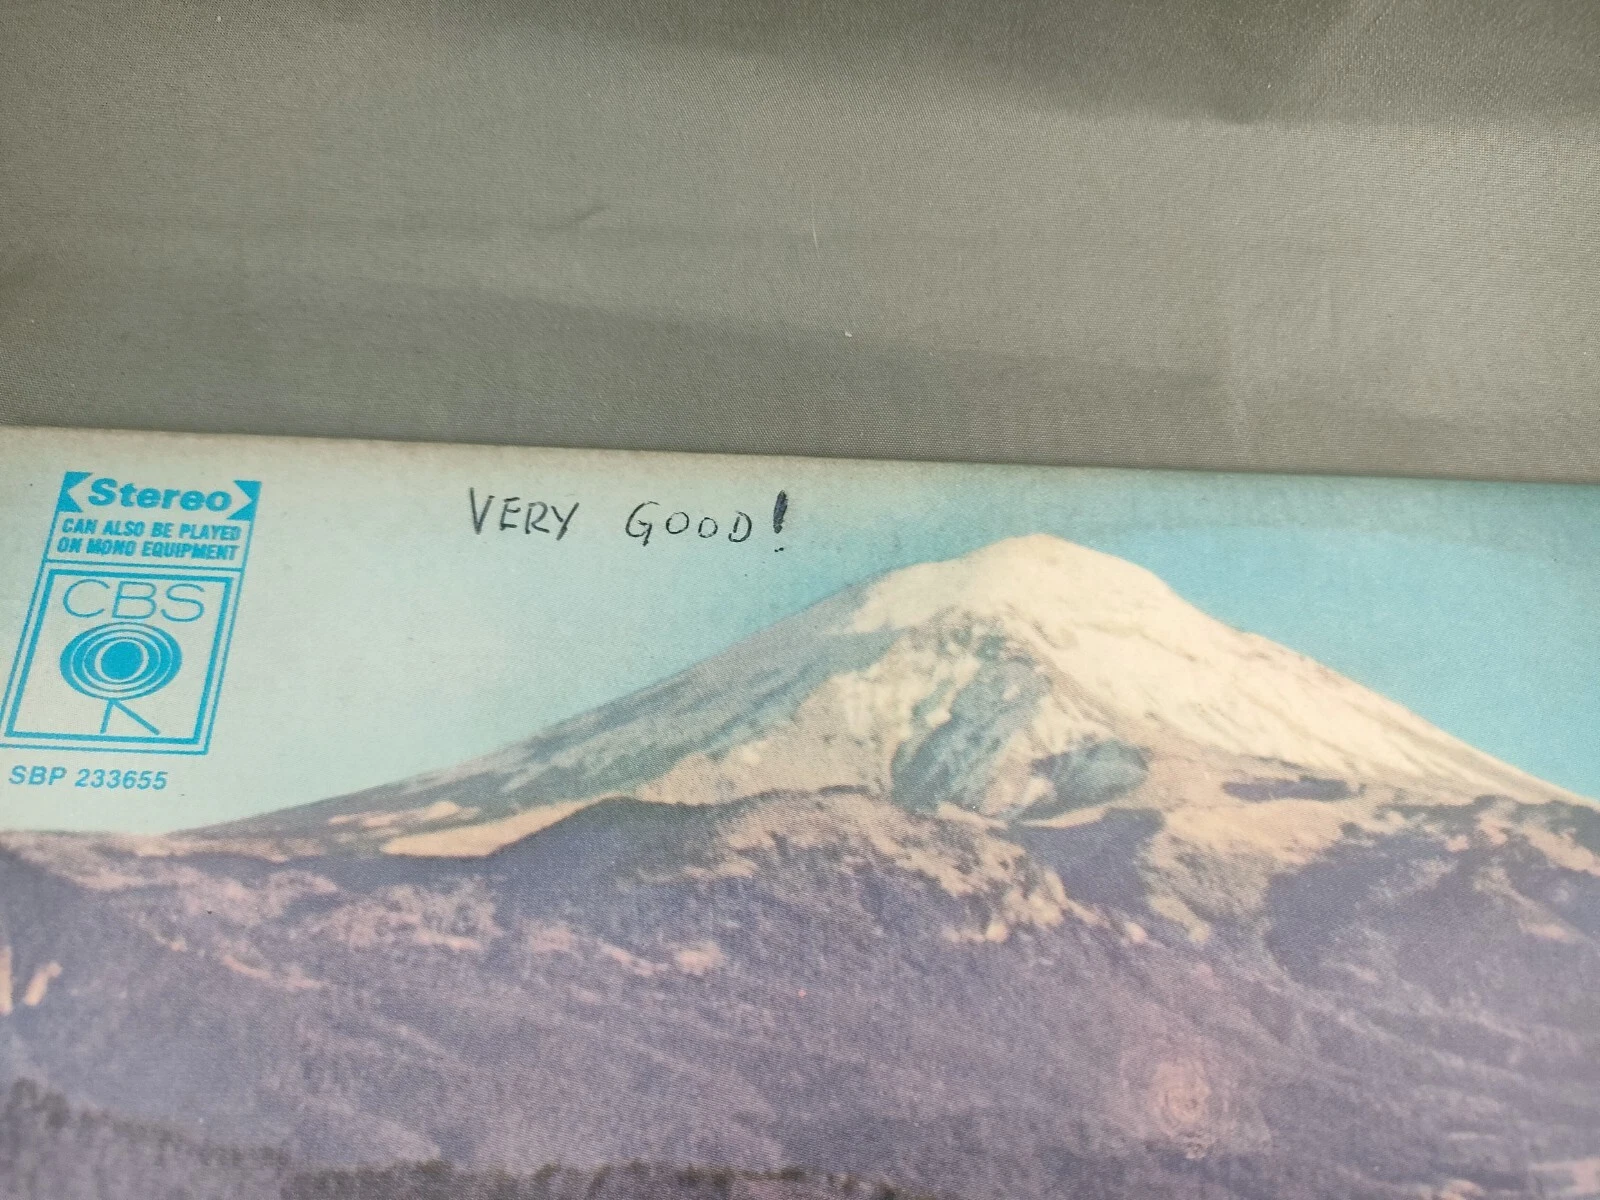 Stereo
CAN ALSO BE PLAYED
ON MONO EQUIPMENT
CBS
SBP 233655
VERY GOOD!